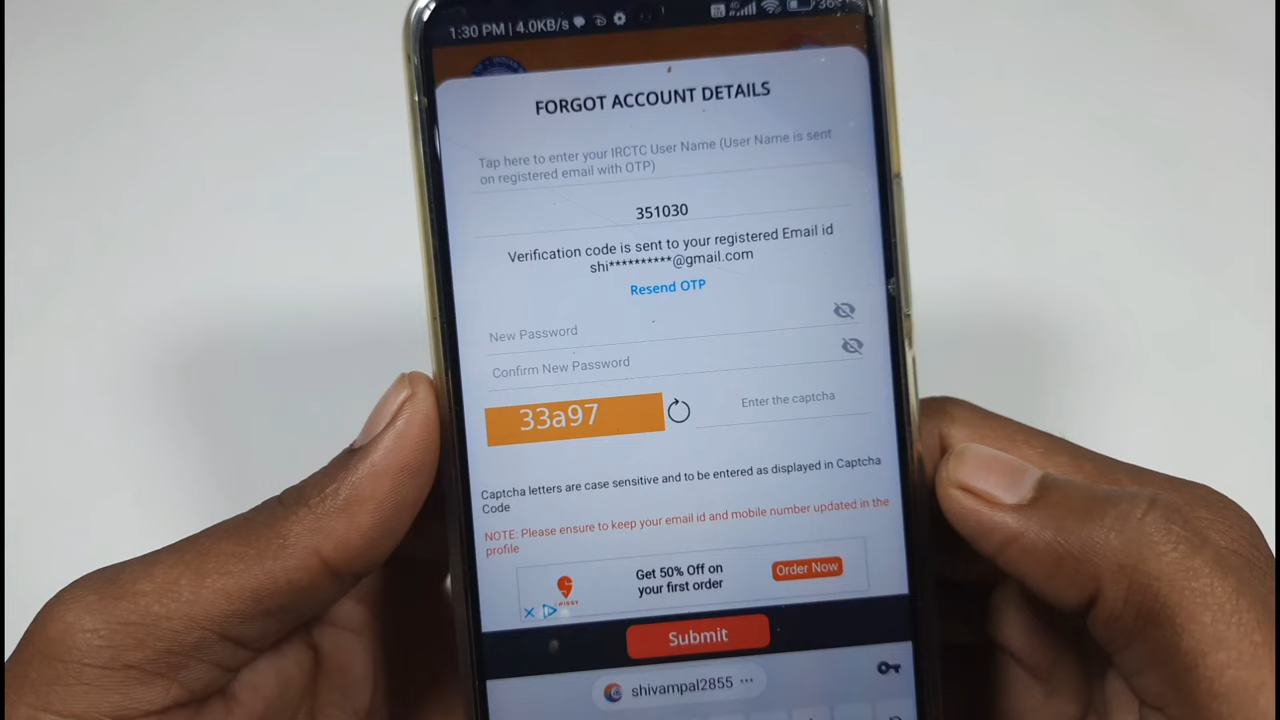 1:30 PM | 4.0KB/s
4G
36
FORGOT ACCOUNT DETAILS
Tap here to enter your IRCTC User Name (User Name is sent
on registered email with OTP)
351030
Verification code is sent to your registered Email id
shi**********@gmail.com
Resend OTP
New Password
Confirm New Password
33a97
Enter the captcha
Captcha letters are case sensitive and to be entered as displayed in Captcha
Code
NOTE: Please ensure to keep your email id and mobile number updated in the
profile
Get 50% Off on
your first order
Order Now
Submit
shivampal2855 •••